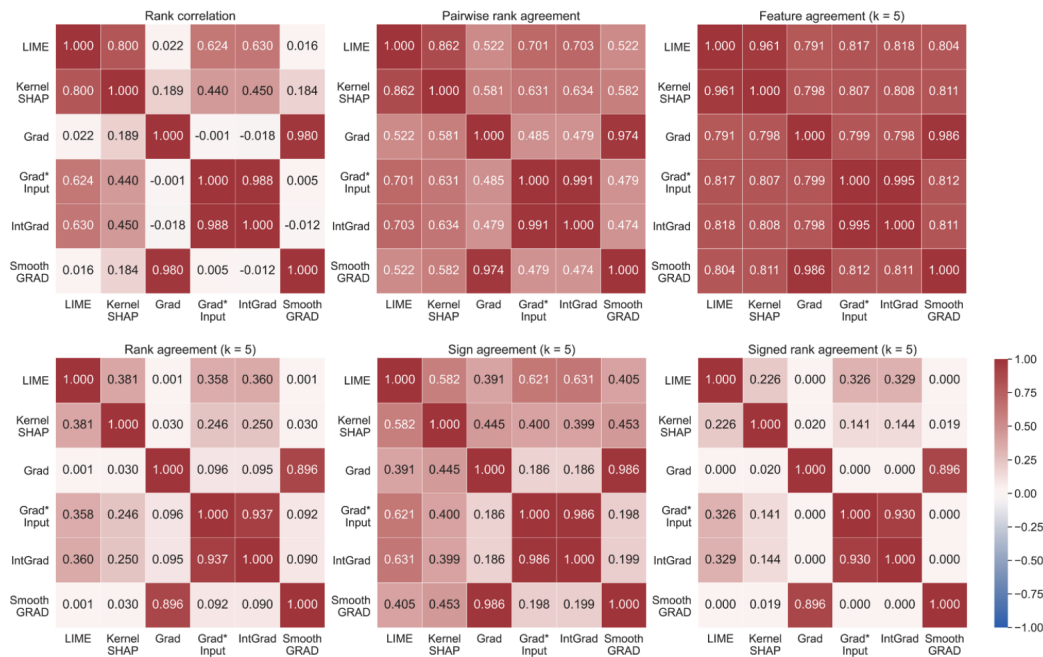 Rank correlation
LIME 1.000 0.800 0.022 0.624 0.630 0.016
Kernel
SHAP 0.800 1.000 0.189 0.440 0.450 0.184
Grad 0.022 0.189 1.000 -0.001 -0.018 0.980
Grad*
Input 0.624 0.440 -0.001 1.000 0.988 0.005
IntGrad 0.630 0.450 -0.018 0.988 1.000 -0.012
Smooth
GRAD 0.016 0.184 0.980 0.005 -0.012 1.000
LIME Kernel Grad Grad* IntGrad Smooth
SHAP Input GRAD
Pairwise rank agreement
LIME 1.000 0.862 0.522 0.701 0.703 0.522
Kernel
SHAP 0.862 1.000 0.581 0.631 0.634 0.582
Grad 0.522 0.581 1.000 0.485 0.479 0.974
Grad*
Input 0.701 0.631 0.485 1.000 0.991 0.479
IntGrad 0.703 0.634 0.479 0.991 1.000 0.474
Smooth
GRAD 0.522 0.582 0.974 0.479 0.474 1.000
LIME Kernel Grad Grad* IntGrad Smooth
SHAP Input GRAD
Feature agreement (k = 5)
LIME 1.000 0.961 0.791 0.817 0.818 0.804
Kernel
SHAP 0.961 1.000 0.798 0.807 0.808 0.811
Grad 0.791 0.798 1.000 0.799 0.798 0.986
Grad*
Input 0.817 0.807 0.799 1.000 0.995 0.812
IntGrad 0.818 0.808 0.798 0.995 1.000 0.811
Smooth
GRAD 0.804 0.811 0.986 0.812 0.811 1.000
LIME Kernel Grad Grad* IntGrad Smooth
SHAP Input GRAD
Rank agreement (k = 5)
LIME 1.000 0.381 0.001 0.358 0.360 0.001
Kernel
SHAP 0.381 1.000 0.030 0.246 0.250 0.030
Grad 0.001 0.030 1.000 0.096 0.095 0.896
Grad*
Input 0.358 0.246 0.096 1.000 0.937 0.092
IntGrad 0.360 0.250 0.095 0.937 1.000 0.090
Smooth
GRAD 0.001 0.030 0.896 0.092 0.090 1.000
LIME Kernel Grad Grad* IntGrad Smooth
SHAP Input GRAD
Sign agreement (k = 5)
LIME 1.000 0.582 0.391 0.621 0.631 0.405
Kernel
SHAP 0.582 1.000 0.445 0.400 0.399 0.453
Grad 0.391 0.445 1.000 0.186 0.186 0.986
Grad*
Input 0.621 0.400 0.186 1.000 0.986 0.198
IntGrad 0.631 0.399 0.186 0.986 1.000 0.199
Smooth
GRAD 0.405 0.453 0.986 0.198 0.199 1.000
LIME Kernel Grad Grad* IntGrad Smooth
SHAP Input GRAD
Signed rank agreement (k = 5)
LIME 1.000 0.226 0.000 0.326 0.329 0.000
Kernel
SHAP 0.226 1.000 0.020 0.141 0.144 0.019
Grad 0.000 0.020 1.000 0.000 0.000 0.896
Grad*
Input 0.326 0.141 0.000 1.000 0.930 0.000
IntGrad 0.329 0.144 0.000 0.930 1.000 0.000
Smooth
GRAD 0.000 0.019 0.896 0.000 0.000 1.000
LIME Kernel Grad Grad* IntGrad Smooth
SHAP Input GRAD
1.00
0.75
0.50
0.25
0.00
−0.25
−0.50
−0.75
−1.00